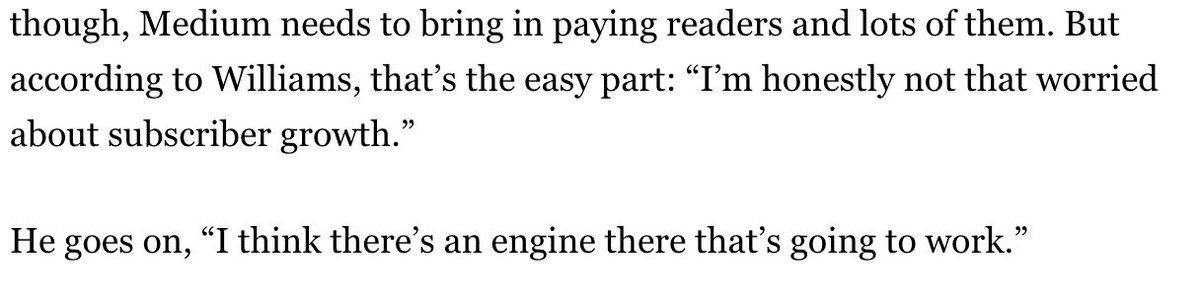 though, Medium needs to bring in paying readers and lots of them. But
according to Williams, that’s the easy part: “I’m honestly not that worried
about subscriber growth.”
He goes on, “I think there’s an engine there that’s going to work.”